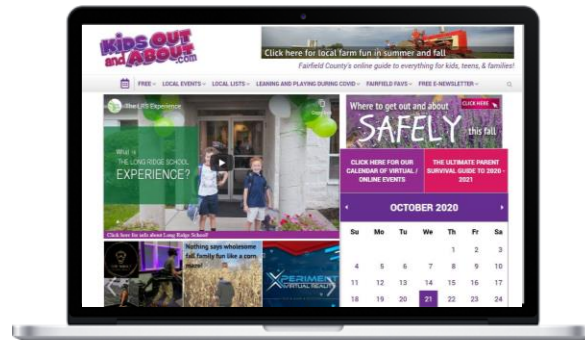 KiDS OUT
and ABOUT
.com
Click here for local farm fun in summer and fall
Fairfield County's online guide to everything for kids, teens, & families!
FREE LOCAL EVENTS LOCAL LISTS LEANING AND PLAYING DURING COVID FAIRFIELD FAVS FREE E-NEWSLETTER
Experience
What is
THE LONG RIDGE SCHOOL
EXPERIENCE?
Click here for info about Long Ridge School!
Where to get out and about
CLICK HERE
SAFELY this fall
CLICK HERE FOR OUR
CALENDAR OF VIRTUAL /
ONLINE EVENTS
THE ULTIMATE PARENT
SURVIVAL GUIDE TO 2020 -
2021
OCTOBER 2020
Su Mo Tu We Th Fr Sa
1 2 3
4 5 6 7 8 9 10
11 12 13 14 15 16 17
18 19 20 21 22 23 24
Nothing says wholesome
fall family fun like a corn
maze!
XPERIMENT
VIRTUAL REALITY